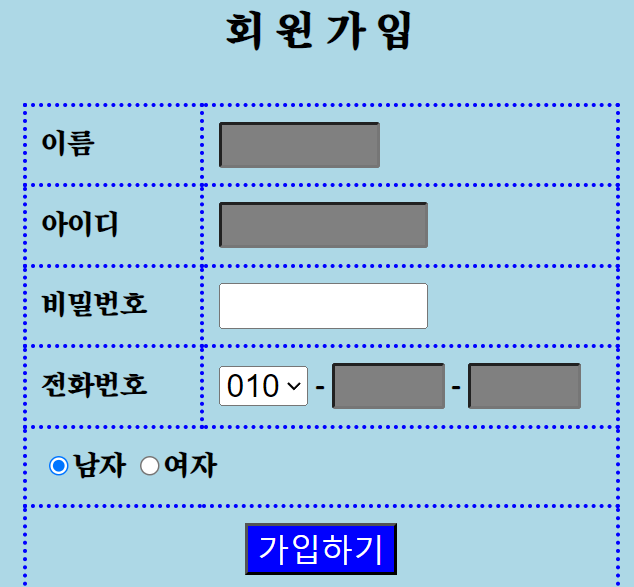 회 원 가 입
이름
아이디
비밀번호
전화번호 010 - -
남자 여자
가입하기